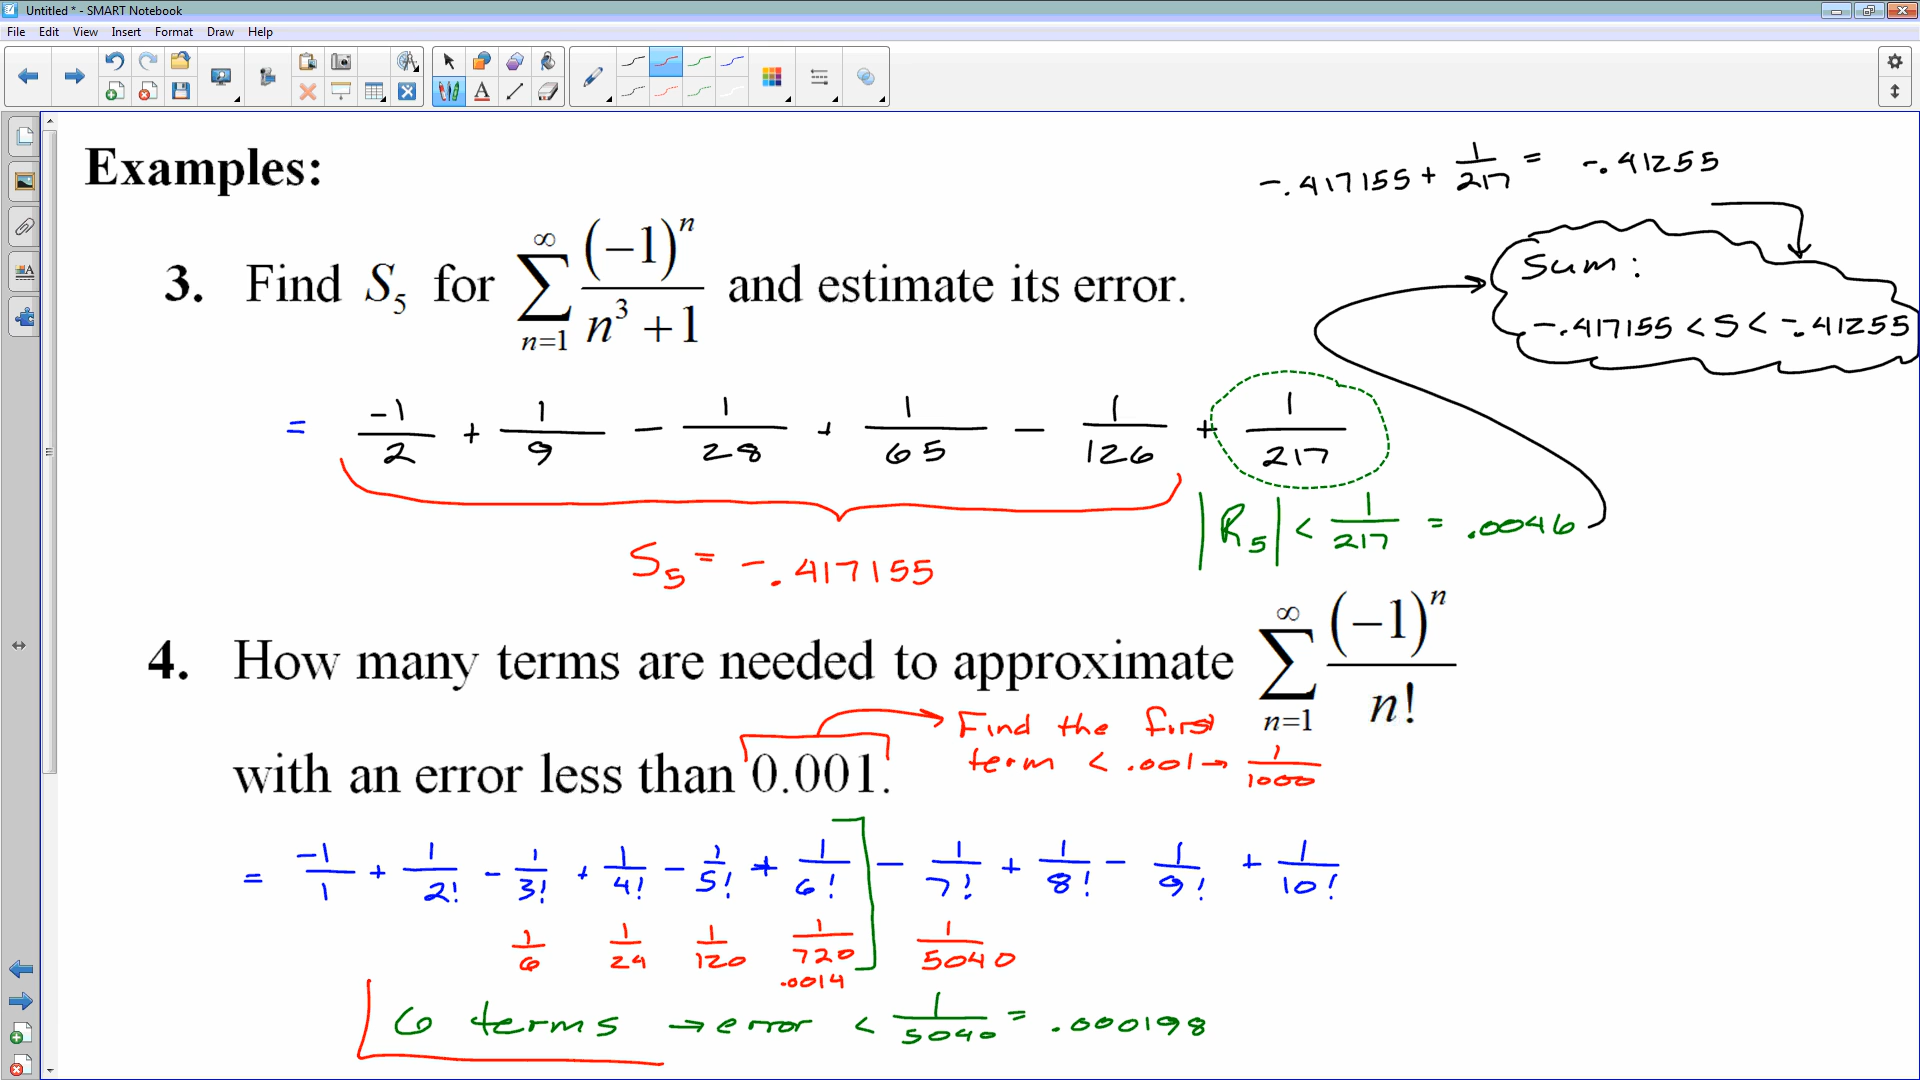 Untitled * - SMART Notebook
File Edit View Insert Format Draw Help
Examples:
-.417155 + 1/217 = -.41255
Sum:
-.417155 < S < -.41255
3. Find S₅ for ∑_{n=1}^{∞} (-1)^n/(n³+1) and estimate its error.
= -1/2 + 1/9 - 1/28 + 1/65 - 1/126 + 1/217
|R₅| < 1/217 = .0046
S₅ = -.417155
4. How many terms are needed to approximate ∑_{n=1}^{∞} (-1)^n/n!
with an error less than 0.001.
Find the first
term < .001 → 1/1000
= -1/1 + 1/2! - 1/3! + 1/4! - 1/5! + 1/6! - 1/7! + 1/8! - 1/9! + 1/10!
1/6 1/24 1/120 1/720 1/5040
.0014
6 terms → error < 1/5040 = .000198